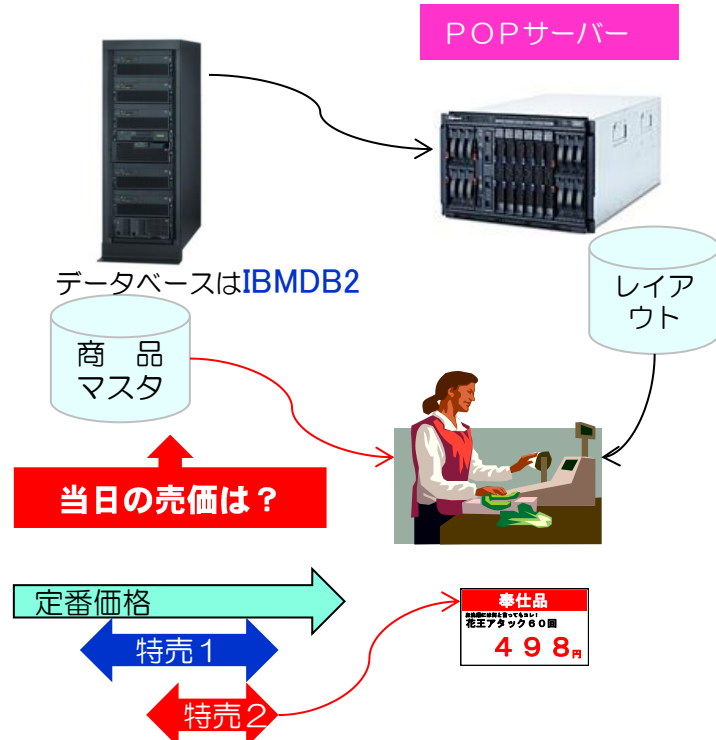 POPサーバー
データベースはIBMDB2
レイア
ウト
商　品
マスタ
当日の売価は？
定番価格
特売１
特売２
奉仕品
花王アタック６０回
４９８円